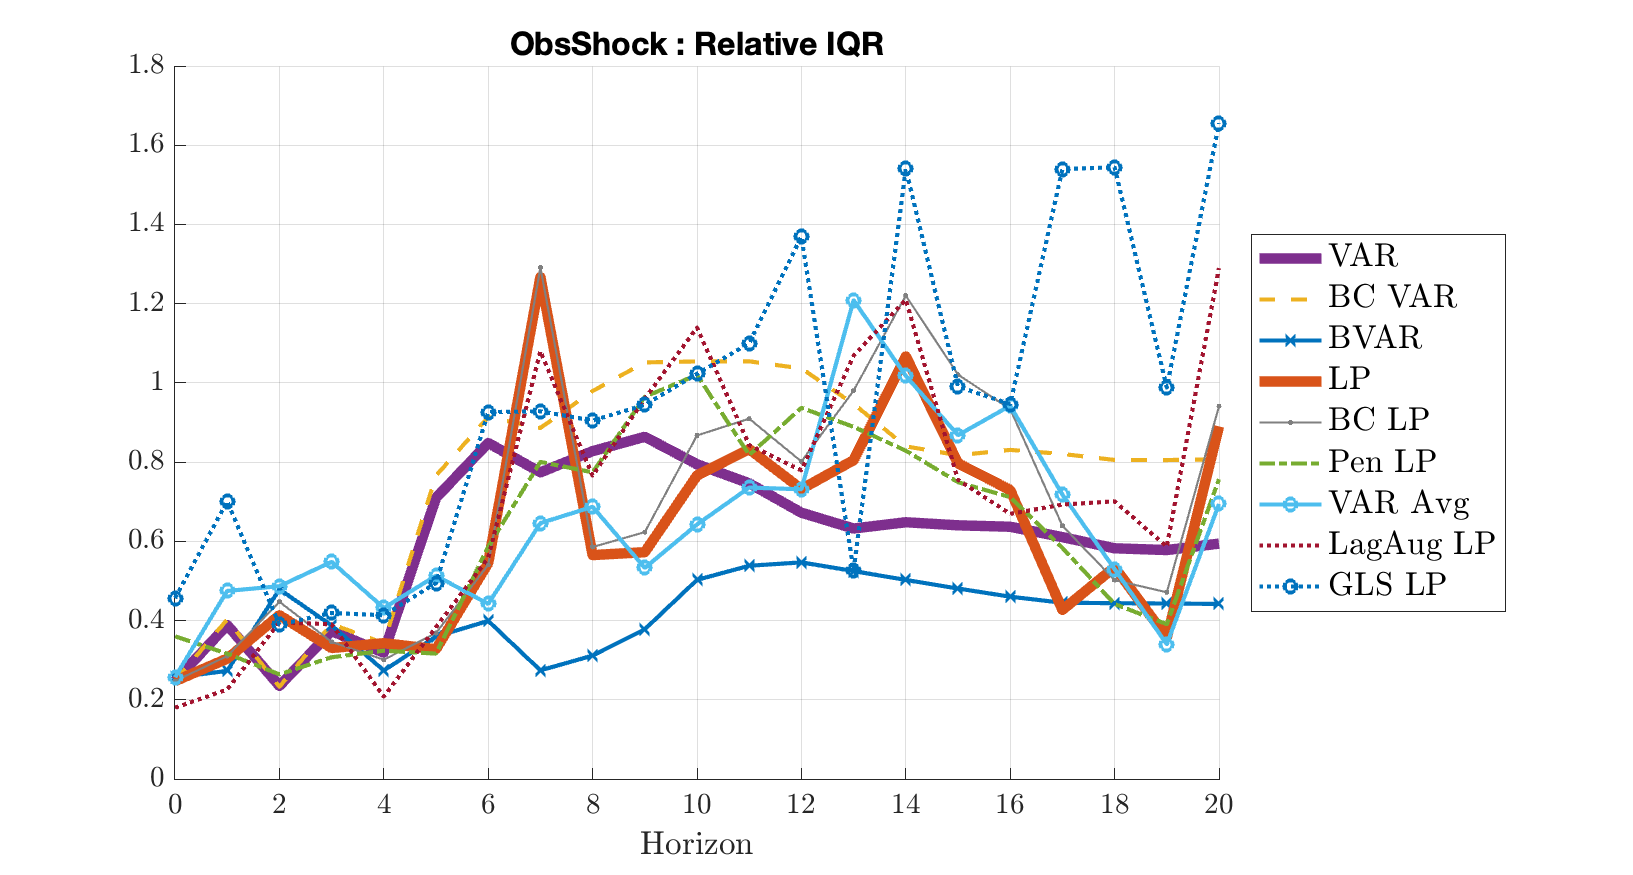 ObsShock : Relative IQR
1.8
1.6
1.4
1.2
1
0.8
0.6
0.4
0.2
0
0 2 4 6 8 10 12 14 16 18 20
Horizon
VAR
BC VAR
BVAR
LP
BC LP
Pen LP
VAR Avg
LagAug LP
GLS LP